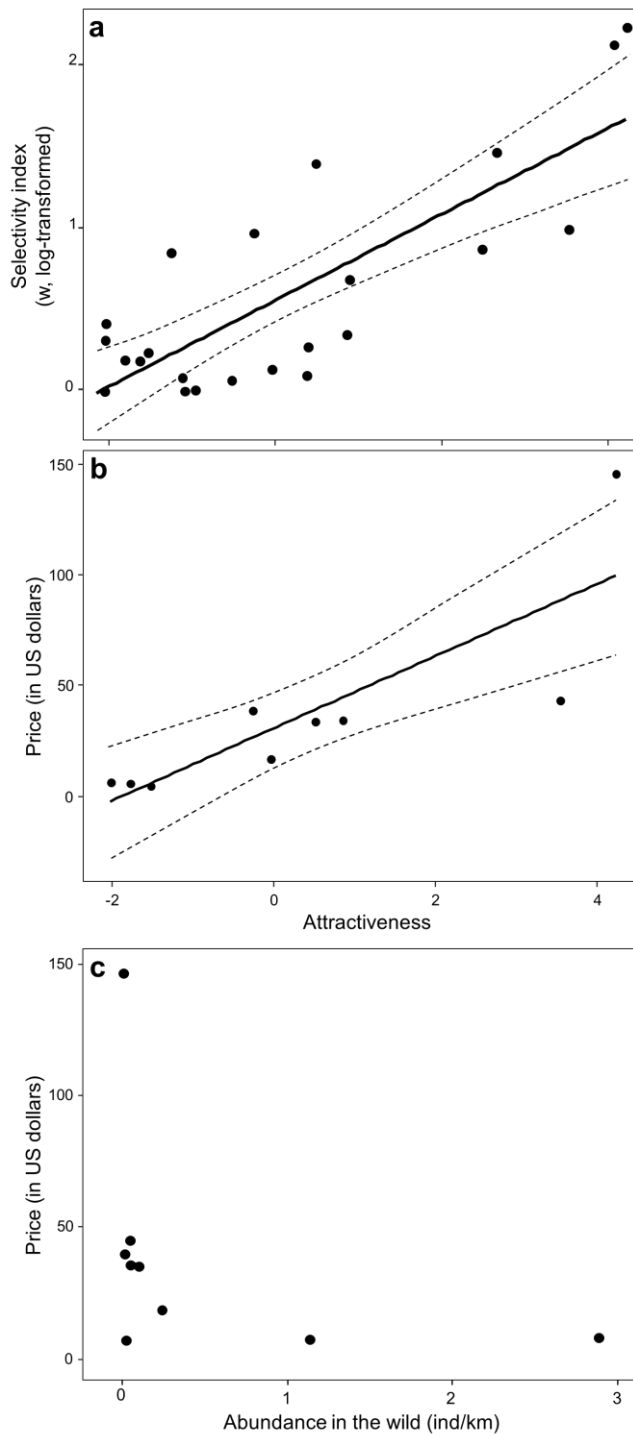 a
Selectivity index
(w, log-transformed)
2
1
0
b
Price (in US dollars)
150
100
50
0
-2 0 2 4
Attractiveness
c
Price (in US dollars)
150
100
50
0
0 1 2 3
Abundance in the wild (ind/km)